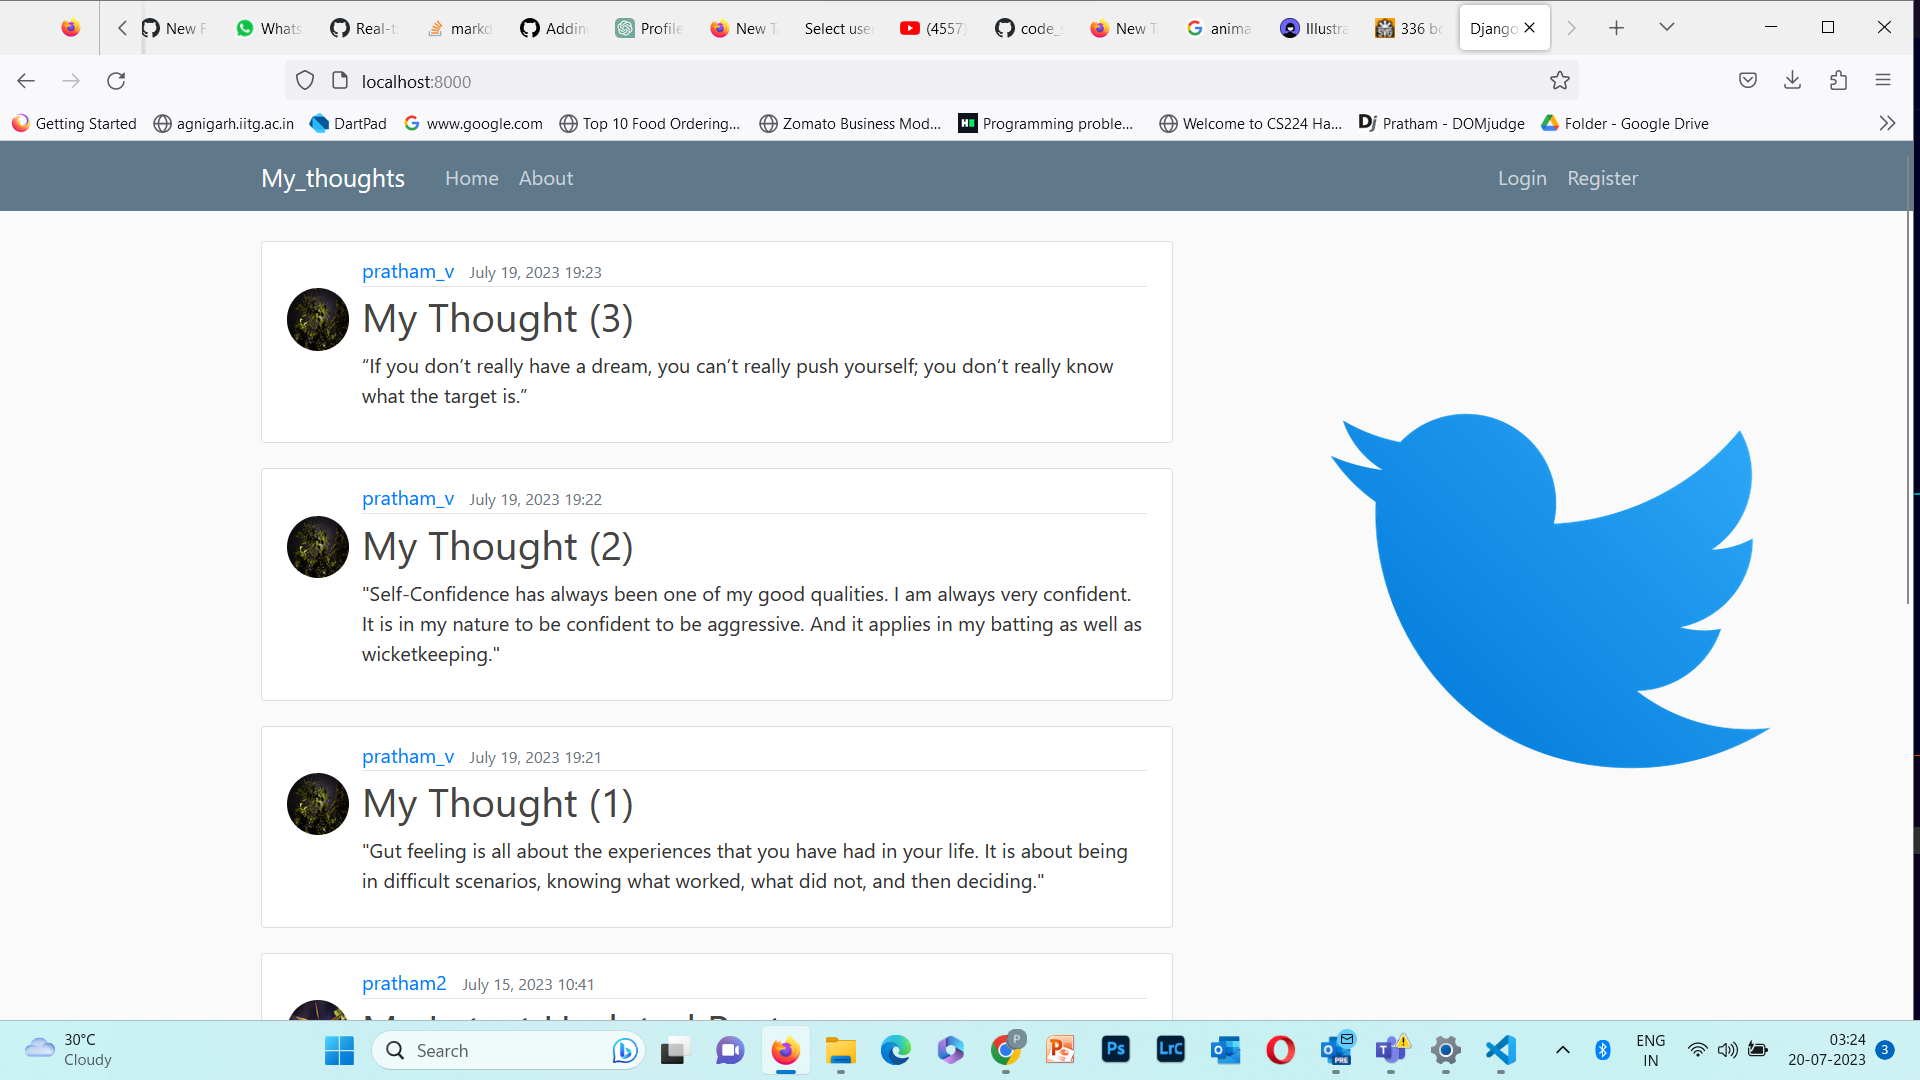 New F
Whats
Real-t
markd
Addin
Profile
New T
Select use
(4557)
code_
New T
anima
Illustra
336 bo
Django
localhost:8000
Getting Started
agnigarh.iitg.ac.in
DartPad
www.google.com
Top 10 Food Ordering...
Zomato Business Mod...
Programming proble...
Welcome to CS224 Ha...
Pratham - DOMjudge
Folder - Google Drive
My_thoughts Home About Login Register
pratham_v July 19, 2023 19:23
My Thought (3)
“If you don’t really have a dream, you can’t really push yourself; you don’t really know
what the target is.”
pratham_v July 19, 2023 19:22
My Thought (2)
"Self-Confidence has always been one of my good qualities. I am always very confident.
It is in my nature to be confident to be aggressive. And it applies in my batting as well as
wicketkeeping."
pratham_v July 19, 2023 19:21
My Thought (1)
"Gut feeling is all about the experiences that you have had in your life. It is about being
in difficult scenarios, knowing what worked, what did not, and then deciding."
pratham2 July 15, 2023 10:41
30°C
Cloudy
Search
ENG
IN
03:24
20-07-2023
3